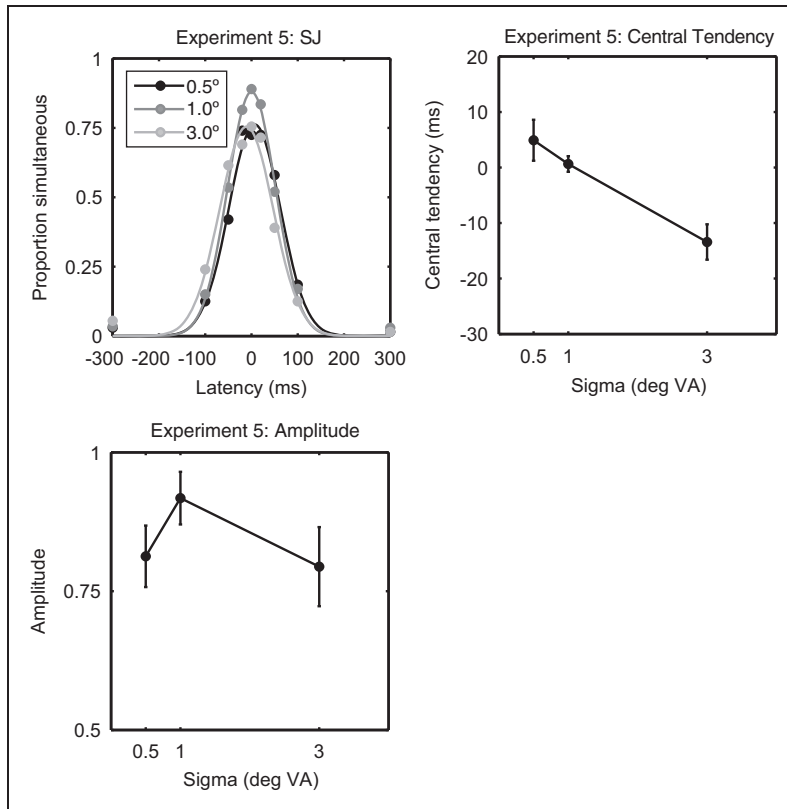 Experiment 5: SJ
1
0.75
0.5
0.25
0
Proportion simultaneous
0.5º
1.0º
3.0º
-300 -200 -100 0 100 200 300
Latency (ms)
Experiment 5: Central Tendency
20
10
0
-10
-20
-30
Central tendency (ms)
0.5 1 3
Sigma (deg VA)
Experiment 5: Amplitude
1
0.75
0.5
Amplitude
0.5 1 3
Sigma (deg VA)